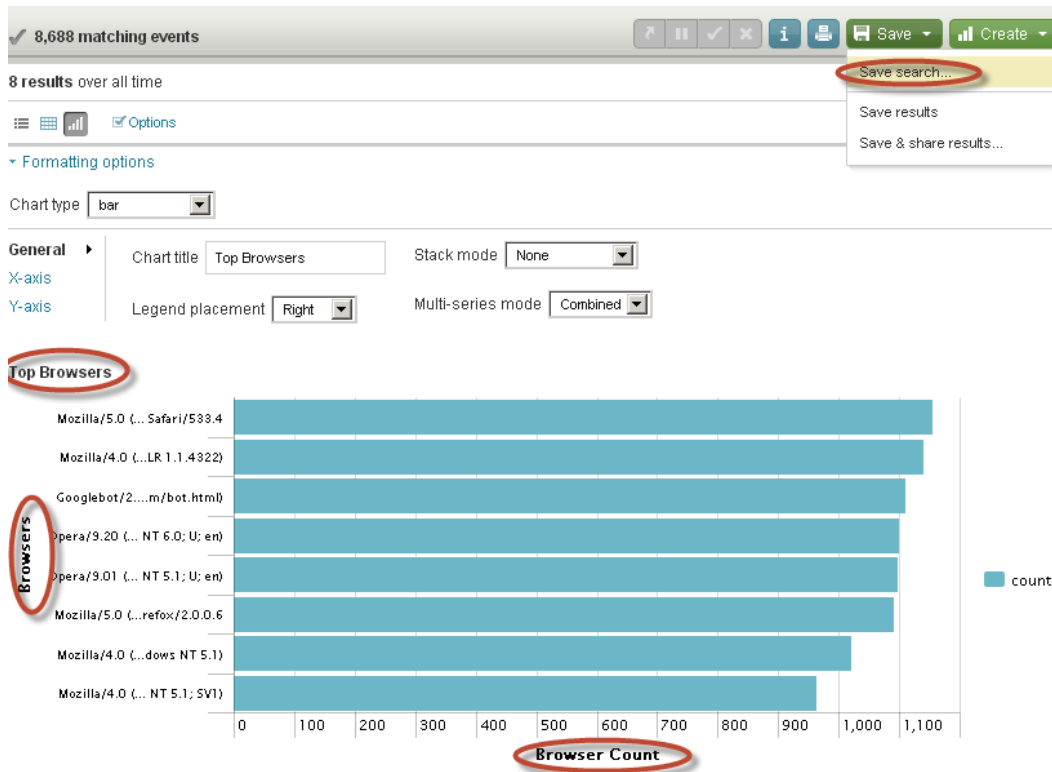 8,688 matching events
i
Save
Create
Save search...
8 results over all time
Save results
Options
Save & share results...
Formatting options
Chart type bar
General
Chart title Top Browsers
Stack mode None
X-axis
Y-axis
Legend placement Right
Multi-series mode Combined
Top Browsers
Mozilla/5.0 (... Safari/533.4
Mozilla/4.0 (...LR 1.1.4322)
Googlebot/2....m/bot.html)
Opera/9.20 (... NT 6.0; U; en)
Browsers
Opera/9.01 (... NT 5.1; U; en)
count
Mozilla/5.0 (...refox/2.0.0.6
Mozilla/4.0 (...dows NT 5.1)
Mozilla/4.0 (... NT 5.1; SV1)
0 100 200 300 400 500 600 700 800 900 1,000 1,100
Browser Count